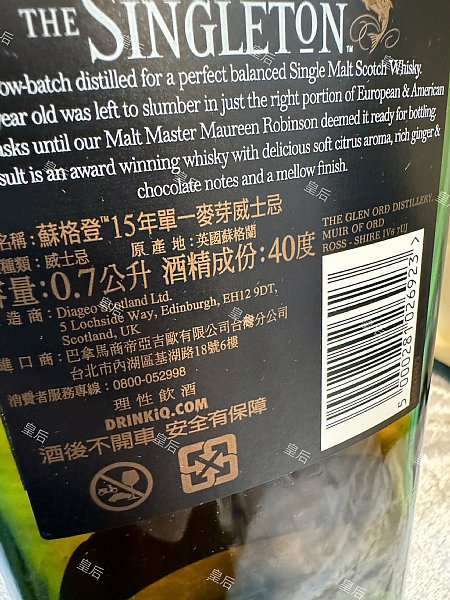 THE SINGLETON™
ow-batch distilled for a perfect balanced Single Malt Scotch Whisky.
year old was left to slumber in just the right portion of European & American
asks until our Malt Master Maureen Robinson deemed it ready for bottling
sult is an award winning whisky with delicious soft citrus aroma, rich ginger &
chocolate notes and a mellow finish.
名稱：蘇格登™15年單一麥芽威士忌
種類：威士忌 原產地：英國蘇格蘭
容量：0.7公升 酒精成份：40度
造商：Diageo Scotland Ltd.
5 Lochside Way, Edinburgh, EH12 9DT,
Scotland, UK
進口商：巴拿馬商帝亞吉歐有限公司台灣分公司
台北市內湖區基湖路18號6樓
消費者服務專線：0800-052998
理性飲酒
DRINKiQ.COM
酒後不開車 安全有保障
THE GLEN ORD DISTILLERY,
MUIR OF ORD
ROSS - SHIRE IV6 7UJ
5 000281 026923 >
皇后